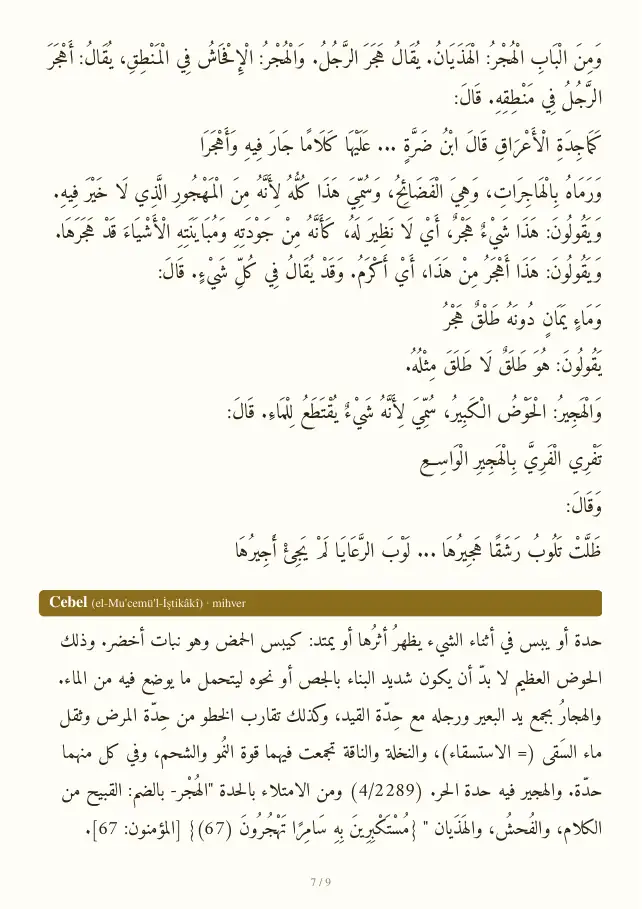 وَمِنَ الْبَابِ الْهُجْرُ: الْهَذَيَانُ. يُقَالُ هَجَرَ الرَّجُلُ. وَالْهُجْرُ: الْإِفْحَاشُ فِي الْمَنْطِقِ، يُقَالُ: أَهْجَرَ
الرَّجُلُ فِي مَنْطِقِهِ. قَالَ:
كَمَاجِدَةِ الْأَعْرَاقِ قَالَ ابْنُ ضَرَّةٍ ... عَلَيْهَا كَلَامًا جَارَ فِيهِ وَأَهْجَرَا
وَرَمَاهُ بِالْهَاجِرَاتِ، وَهِيَ الْفَضَائِحُ، وَسُمِّيَ هَذَا كُلُّهُ لِأَنَّهُ مِنَ الْمَهْجُورِ الَّذِي لَا خَيْرَ فِيهِ.
وَيَقُولُونَ: هَذَا شَيْءٌ هَجْرٌ، أَيْ لَا نَظِيرَ لَهُ، كَأَنَّهُ مِنْ جَوْدَتِهِ وَمُبَايَنَتِهِ الْأَشْيَاءَ قَدْ هَجَرَهَا.
وَيَقُولُونَ: هَذَا أَهْجَرُ مِنْ هَذَا، أَيْ أَكْرَمُ. وَقَدْ يُقَالُ فِي كُلِّ شَيْءٍ. قَالَ:
وَمَاءِ يَمَانٍ دُونَهُ طَلْقٌ هَجْرُ
يَقُولُونَ: هُوَ طَلَقٌ لَا طَلَقَ مِثْلُهُ.
وَالْهَجِيرُ: الْحَوْضُ الْكَبِيرُ، سُمِّيَ لِأَنَّهُ شَيْءٌ يُقْتَطَعُ لِلْمَاءِ. قَالَ:
تَفْرِي الْفَرِيَّ بِالْهَجِيرِ الْوَاسِعِ
وَقَالَ:
ظَلَّتْ تَلُوبُ رَشَقًا هَجِيرُهَا ... لَوْبَ الرَّعَايَا لَمْ يَجِئْ أَجِيرُهَا
Cebel (el-Mu'cemü'l-İştikâkî) · mihver
حدة أو يبس في أثناء الشيء يظهرُ أثرُها أو يمتد: كيبس الحمض وهو نبات أخضر. وذلك
الحوض العظيم لا بدّ أن يكون شديد البناء بالجص أو نحوه ليتحمل ما يوضع فيه من الماء.
والهجارُ يجمع يد البعير ورجله مع حِدّة القيد، وكذلك تقارب الخطو من حِدّة المرض وثقل
ماء السَقى (= الاستسقاء)، والنخلة والناقة تجمعت فيهما قوة النُمو والشحم، وفي كل منهما
حدّة. والهجير فيه حدة الحر. (4/2289) ومن الامتلاء بالحدة "الهُجْر- بالضم: القبيح من
الكلام، والفُحشُ، والهَذَيان " {مُسْتَكْبِرِينَ بِهِ سَامِرًا تَهْجُرُونَ (67)} [المؤمنون: 67].
7 / 9